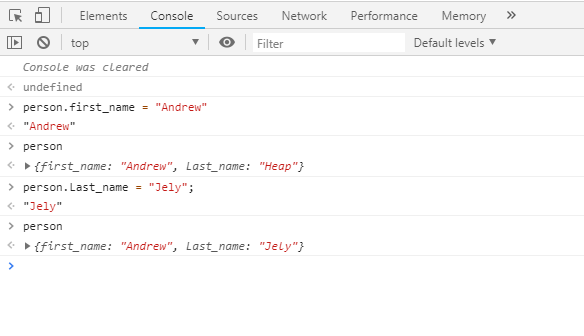 Elements Console Sources Network Performance Memory »
top Filter Default levels
Console was cleared
undefined
person.first_name = "Andrew"
"Andrew"
person
{first_name: "Andrew", Last_name: "Heap"}
person.Last_name = "Jely";
"Jely"
person
{first_name: "Andrew", Last_name: "Jely"}